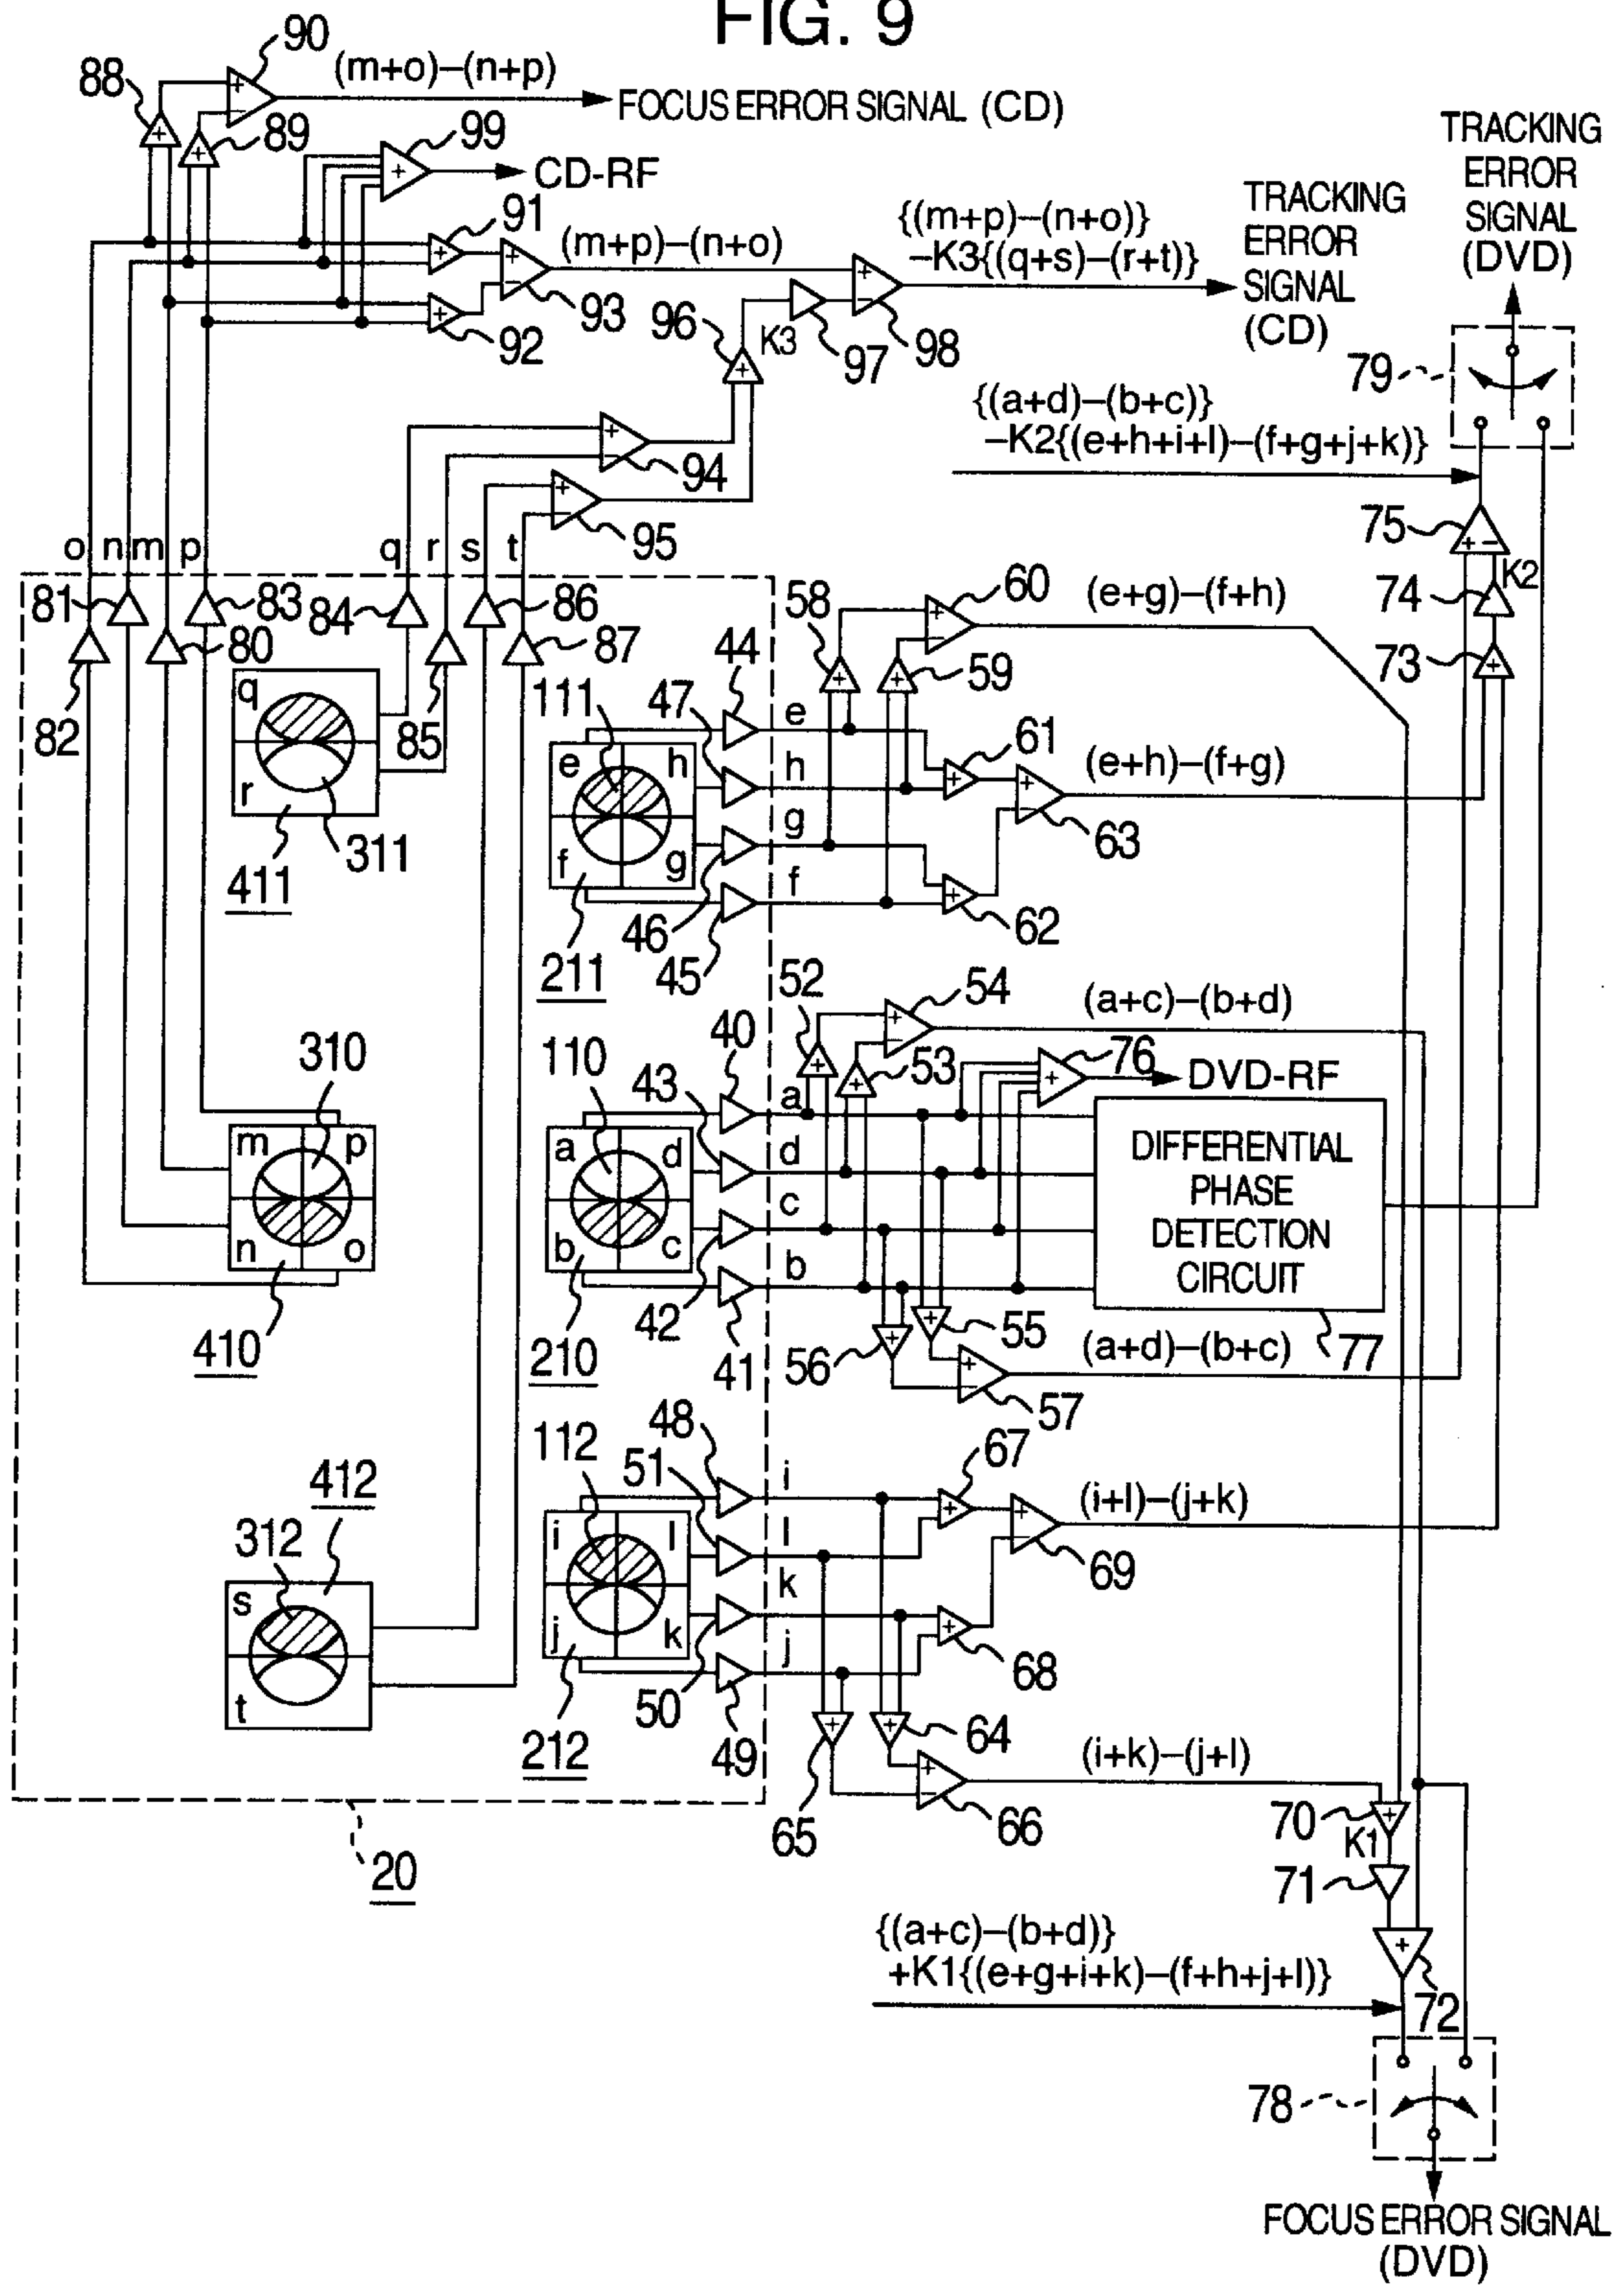 FIG. 9
90
(m+o)–(n+p)
88
FOCUS ERROR SIGNAL (CD)
89
99
CD-RF
TRACKING
ERROR
SIGNAL
(DVD)
91
(m+p)–(n+o)
{(m+p)–(n+o)}
–K3{(q+s)–(r+t)}
TRACKING
ERROR
SIGNAL
(CD)
93
92
96
K3
97
98
79
{(a+d)–(b+c)}
–K2{(e+h+i+l)–(f+g+j+k)}
94
95
75
o n m p
q r s t
K2
81
83
84
86
58
60
(e+g)–(f+h)
74
80
87
44
59
73
82
q
85
111
47
e
61
(e+h)–(f+g)
r
e h
h
g
63
311
f g
f
411
46
62
211
45
52
54
(a+c)–(b+d)
310
110
40
43
53
76
DVD-RF
a
m p
a d
d
DIFFERENTIAL
PHASE
DETECTION
CIRCUIT
c
n o
b c
b
42
55
410
210
41
56
(a+d)–(b+c)
77
57
48
112
51
i
67
(i+l)–(j+k)
412
312
i l
l
69
s
k
j k
j
68
t
50
64
212
49
(i+k)–(j+l)
65
66
70
K1
20
71
{(a+c)–(b+d)}
+K1{(e+g+i+k)–(f+h+j+l)}
72
78
FOCUS ERROR SIGNAL
(DVD)